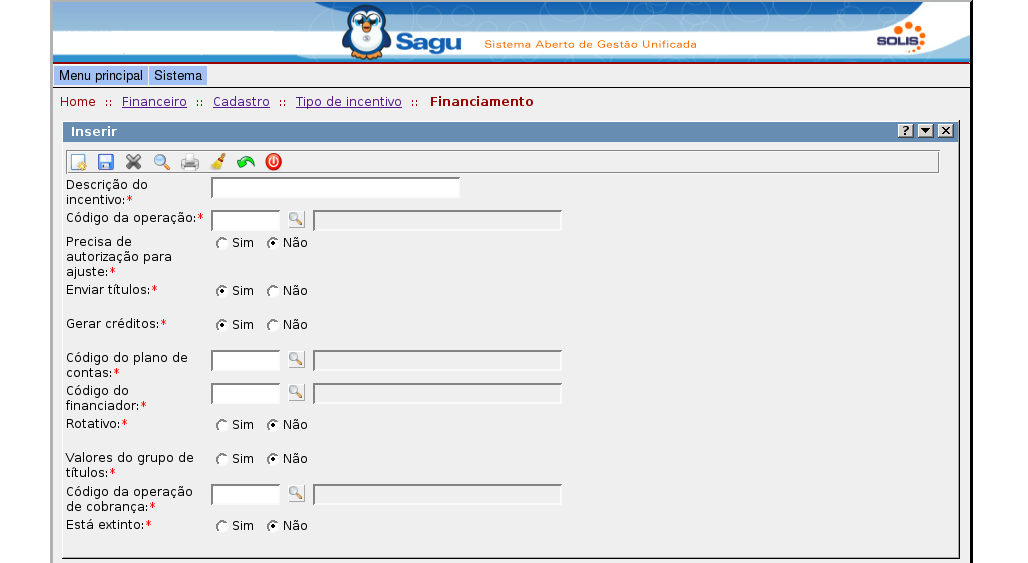 Sagu Sistema Aberto de Gestão Unificada SOLIS
Menu principal Sistema
Home :: Financeiro :: Cadastro :: Tipo de incentivo :: Financiamento
Inserir
Descrição do
incentivo:*
Código da operação:*
Precisa de
autorização para
ajuste:*
Sim Não
Enviar títulos:* Sim Não
Gerar créditos:* Sim Não
Código do plano de
contas:*
Código do
financiador:*
Rotativo:* Sim Não
Valores do grupo de
títulos:*
Sim Não
Código da operação
de cobrança:*
Está extinto:* Sim Não